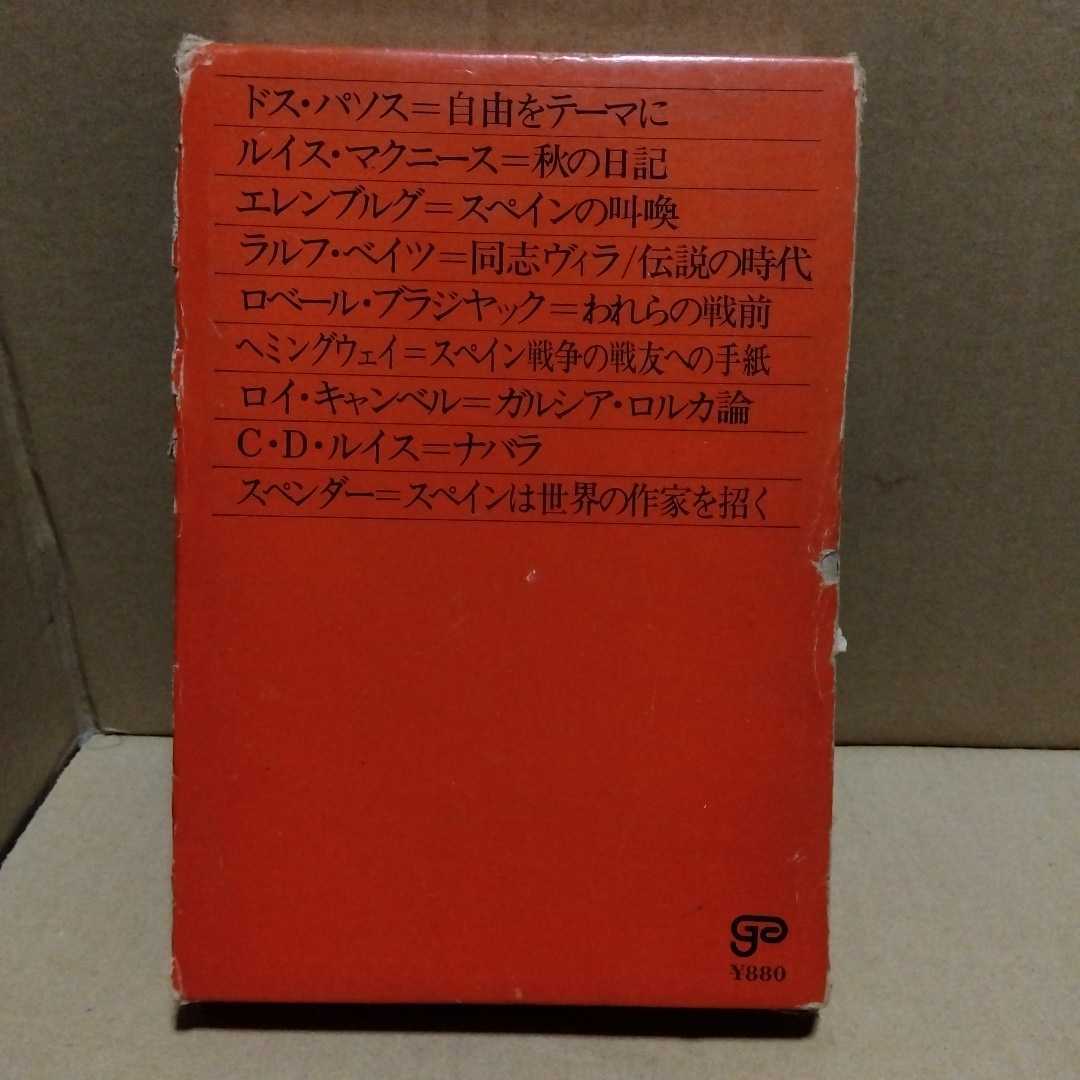 ドス・パソス=自由をテーマに
ルイス・マクニース=秋の日記
エレンブルグ=スペインの叫喚
ラルフ・ベイツ=同志ヴィラ/伝説の時代
ロベール・ブラジヤック=われらの戦前
ヘミングウェイ=スペイン戦争の戦友への手紙
ロイ・キャンベル=ガルシア・ロルカ論
C・D・ルイス=ナバラ
スペンダー=スペインは世界の作家を招く
¥880